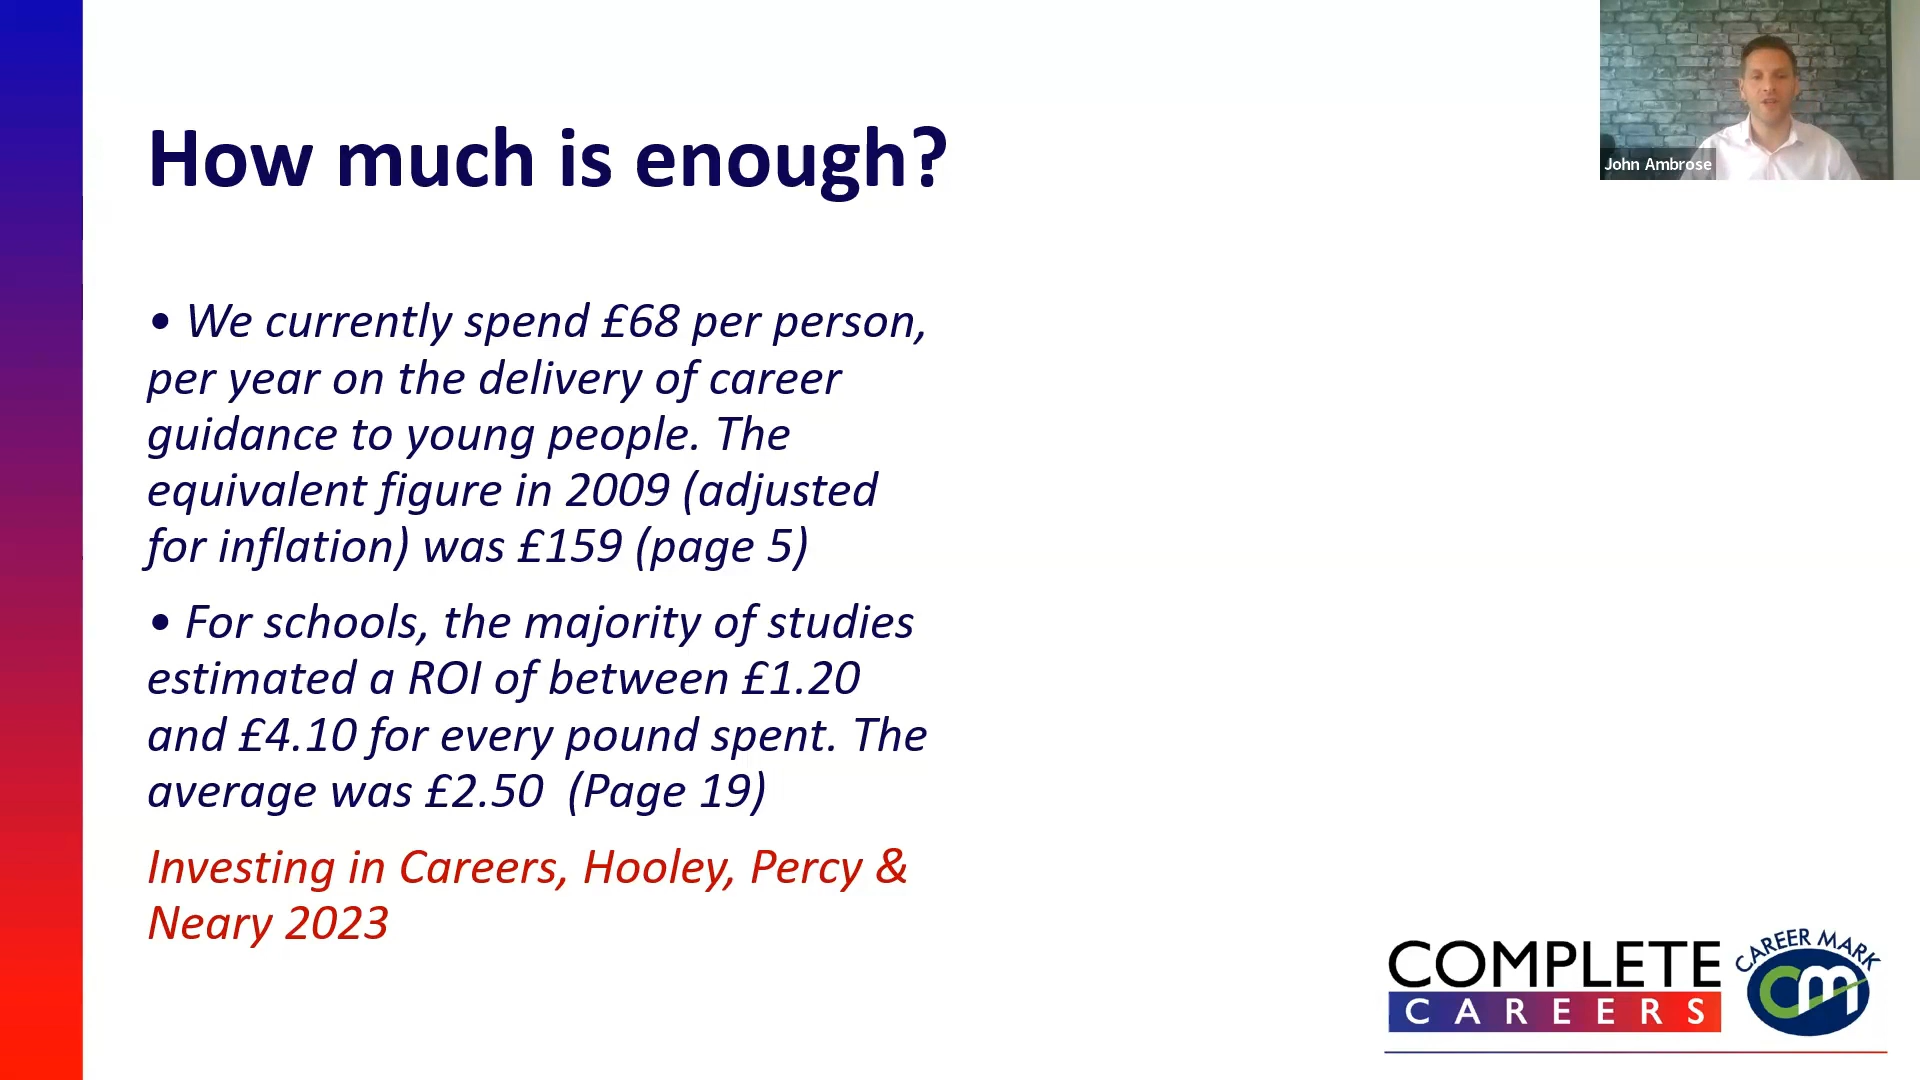 How much is enough?
John Ambrose
• We currently spend £68 per person,
per year on the delivery of career
guidance to young people. The
equivalent figure in 2009 (adjusted
for inflation) was £159 (page 5)
• For schools, the majority of studies
estimated a ROI of between £1.20
and £4.10 for every pound spent. The
average was £2.50  (Page 19)
Investing in Careers, Hooley, Percy &
Neary 2023
COMPLETE
CAREERS
CAREER MARK
cm